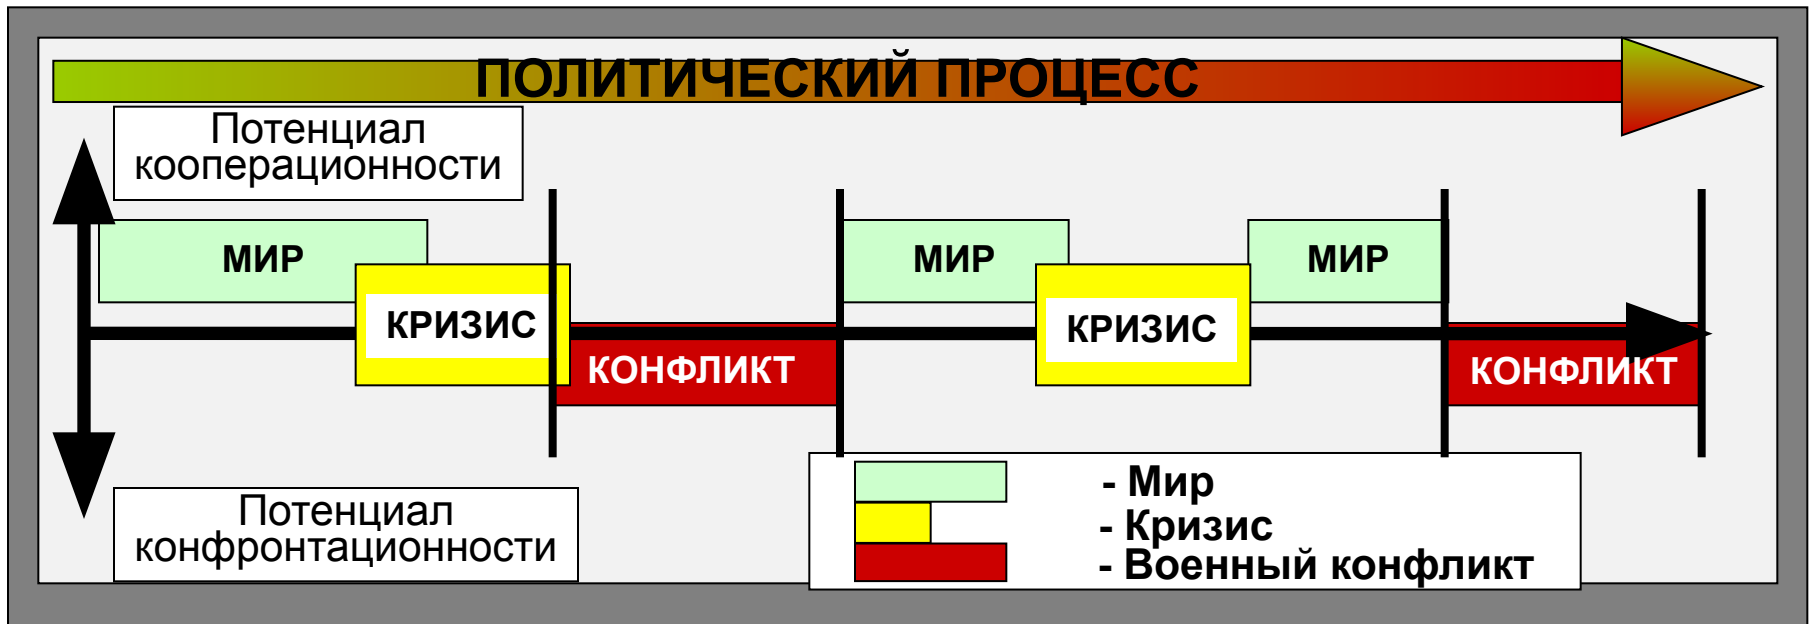 ПОЛИТИЧЕСКИЙ ПРОЦЕСС
Потенциал
кооперационности
МИР
МИР
МИР
КРИЗИС
КРИЗИС
КОНФЛИКТ
КОНФЛИКТ
Потенциал
конфронтационности
- Мир
- Кризис
- Военный конфликт